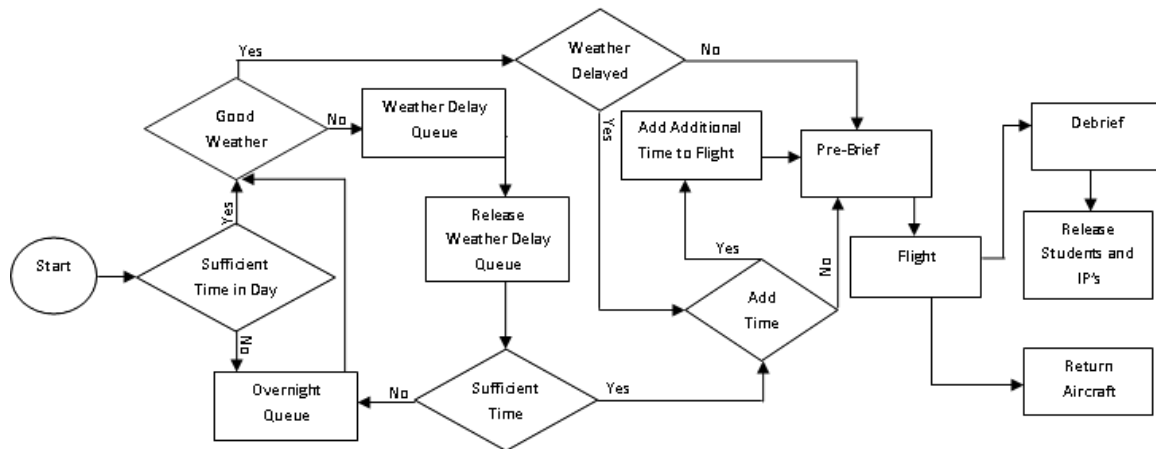 Yes
Weather
Delayed
No
Good
Weather
No
Weather Delay
Queue
Yes
Add Additional
Time to Flight
Pre-Brief
Debrief
Yes
Release
Weather Delay
Queue
Start
Sufficient
Time in Day
Yes
No
Add
Time
Flight
Release
Students and
IP's
No
Overnight
Queue
No
Sufficient
Time
Yes
Return
Aircraft